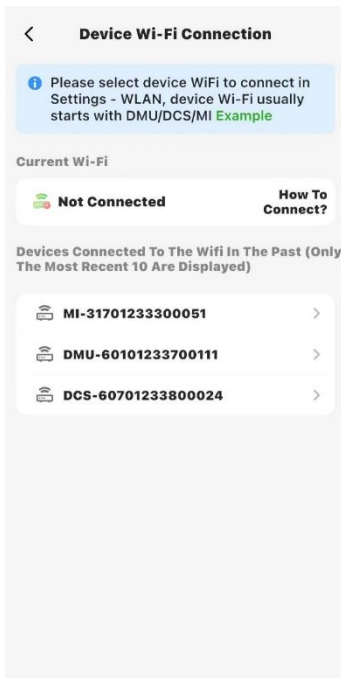 Device Wi-Fi Connection
Please select device WiFi to connect in
Settings - WLAN, device Wi-Fi usually
starts with DMU/DCS/MI Example
Current Wi-Fi
Not Connected
How To
Connect?
Devices Connected To The Wifi In The Past (Only
The Most Recent 10 Are Displayed)
MI-31701233300051
DMU-60101233700111
DCS-60701233800024